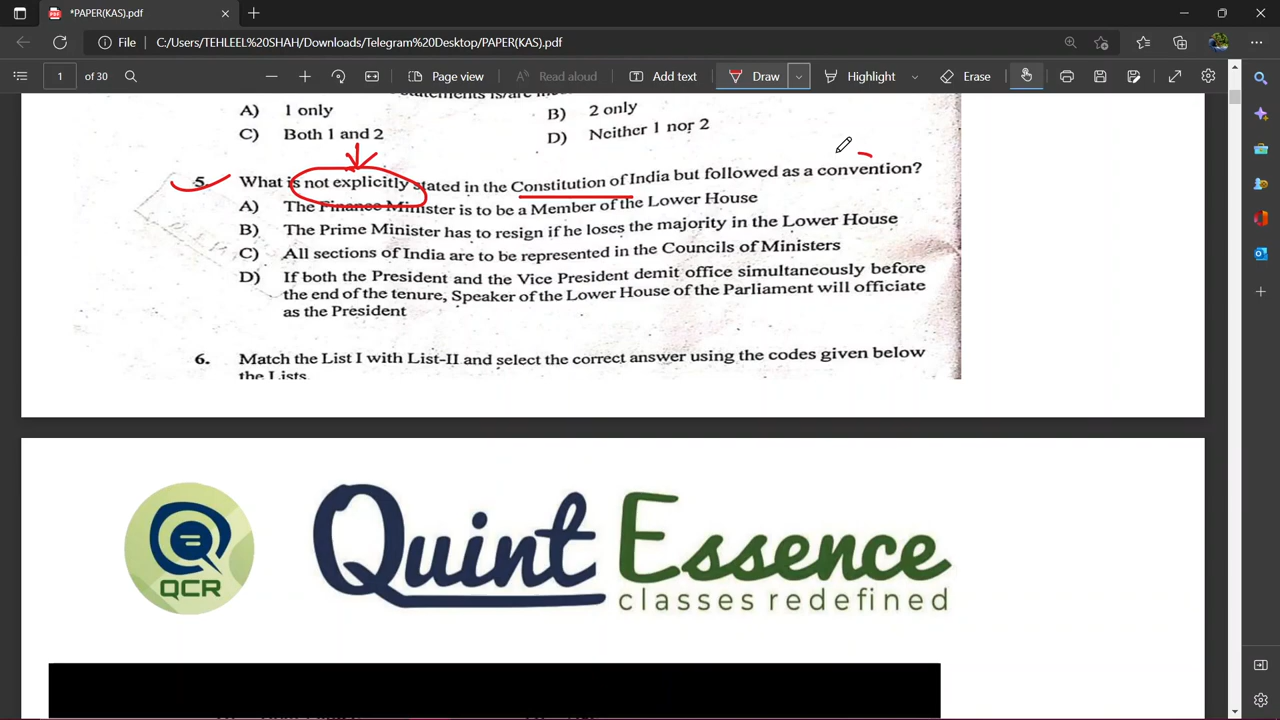 *PAPER(KAS).pdf
File C:/Users/TEHLEEL%20SHAH/Downloads/Telegram%20Desktop/PAPER(KAS).pdf
1 of 30 Page view Read aloud Add text Draw Highlight Erase
A) 1 only B) 2 only
C) Both 1 and 2 D) Neither 1 nor 2
5. What is not explicitly stated in the Constitution of India but followed as a convention?
A) The Finance Minister is to be a Member of the Lower House
B) The Prime Minister has to resign if he loses the majority in the Lower House
C) All sections of India are to be represented in the Councils of Ministers
D) If both the President and the Vice President demit office simultaneously before
the end of the tenure, Speaker of the Lower House of the Parliament will officiate
as the President
6. Match the List I with List-II and select the correct answer using the codes given below
the Lists.
Quint Essence
classes redefined
QCR